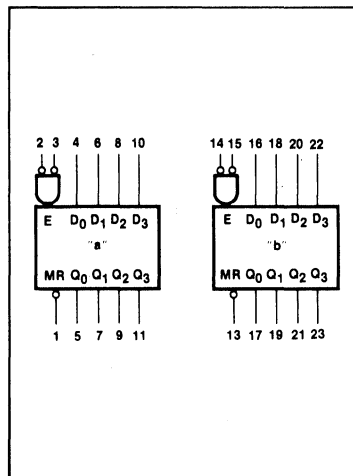 2 3 4 6 8 10 14 15 16 18 20 22
E D₀ D₁ D₂ D₃ E D₀ D₁ D₂ D₃
"a" "b"
MR Q₀ Q₁ Q₂ Q₃ MR Q₀ Q₁ Q₂ Q₃
1 5 7 9 11 13 17 19 21 23